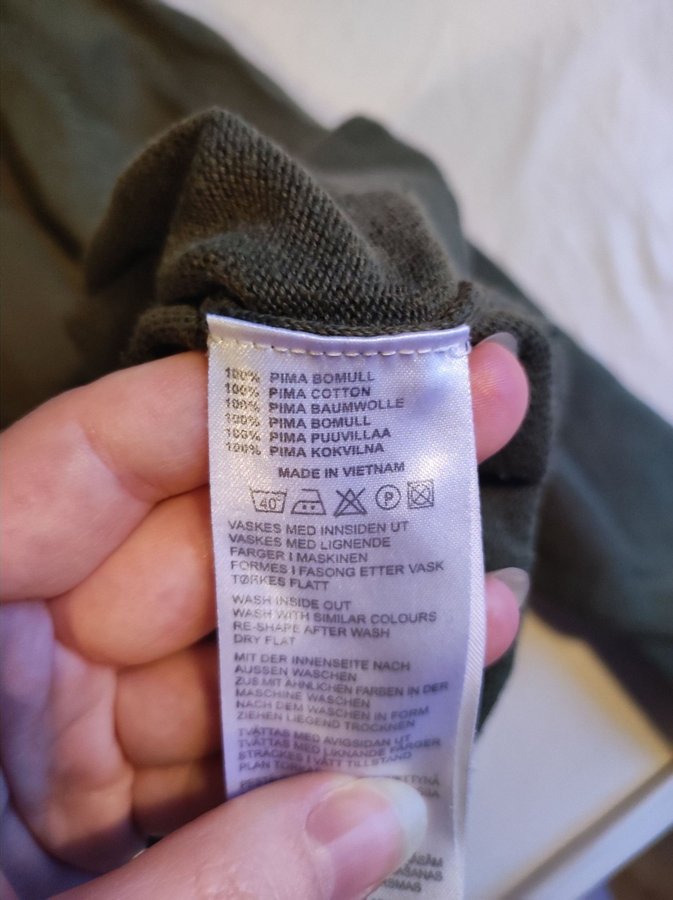 100% PIMA BOMULL
100% PIMA COTTON
100% PIMA BAUMWOLLE
100% PIMA BOMULL
100% PIMA PUUVILLAA
100% PIMA KOKVILNA
MADE IN VIETNAM
40 P
VASKES MED INNSIDEN UT
VASKES MED LIGNENDE
FARGER I MASKINEN
FORMES I FASONG ETTER VASK
TØRKES FLATT
WASH INSIDE OUT
WASH WITH SIMILAR COLOURS
RE-SHAPE AFTER WASH
DRY FLAT
MIT DER INNENSEITE NACH
AUSSEN WASCHEN
ZUS MIT ÄHNLICHEN FARBEN IN DER
MASCHINE WASCHEN
NACH DEM WASCHEN IN FORM
ZIEHEN LIEGEND TROCKNEN
TVÄTTAS MED AVIGSIDAN UT
TVÄTTAS MED LIKNANDE FÄRGER
STRÄCKES I VÅTT TILLSTAND